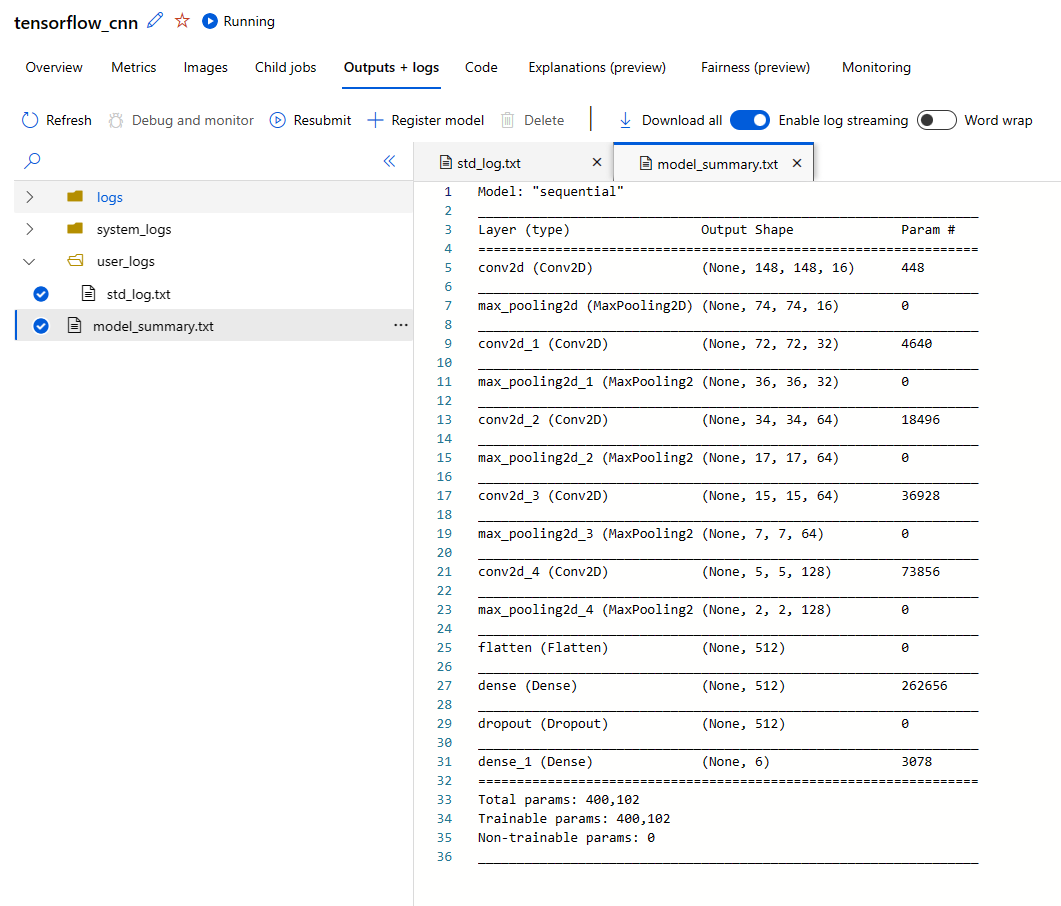 tensorflow_cnn Running
Overview Metrics Images Child jobs Outputs + logs Code Explanations (preview) Fairness (preview) Monitoring
Refresh Debug and monitor Resubmit Register model Delete Download all Enable log streaming Word wrap
logs
system_logs
user_logs
std_log.txt
model_summary.txt
std_log.txt model_summary.txt
1 Model: "sequential"
2 _________________________________________________________________
3 Layer (type) Output Shape Param #
4 =================================================================
5 conv2d (Conv2D) (None, 148, 148, 16) 448
6 _________________________________________________________________
7 max_pooling2d (MaxPooling2D) (None, 74, 74, 16) 0
8 _________________________________________________________________
9 conv2d_1 (Conv2D) (None, 72, 72, 32) 4640
10 _________________________________________________________________
11 max_pooling2d_1 (MaxPooling2 (None, 36, 36, 32) 0
12 _________________________________________________________________
13 conv2d_2 (Conv2D) (None, 34, 34, 64) 18496
14 _________________________________________________________________
15 max_pooling2d_2 (MaxPooling2 (None, 17, 17, 64) 0
16 _________________________________________________________________
17 conv2d_3 (Conv2D) (None, 15, 15, 64) 36928
18 _________________________________________________________________
19 max_pooling2d_3 (MaxPooling2 (None, 7, 7, 64) 0
20 _________________________________________________________________
21 conv2d_4 (Conv2D) (None, 5, 5, 128) 73856
22 _________________________________________________________________
23 max_pooling2d_4 (MaxPooling2 (None, 2, 2, 128) 0
24 _________________________________________________________________
25 flatten (Flatten) (None, 512) 0
26 _________________________________________________________________
27 dense (Dense) (None, 512) 262656
28 _________________________________________________________________
29 dropout (Dropout) (None, 512) 0
30 _________________________________________________________________
31 dense_1 (Dense) (None, 6) 3078
32 =================================================================
33 Total params: 400,102
34 Trainable params: 400,102
35 Non-trainable params: 0
36 _________________________________________________________________